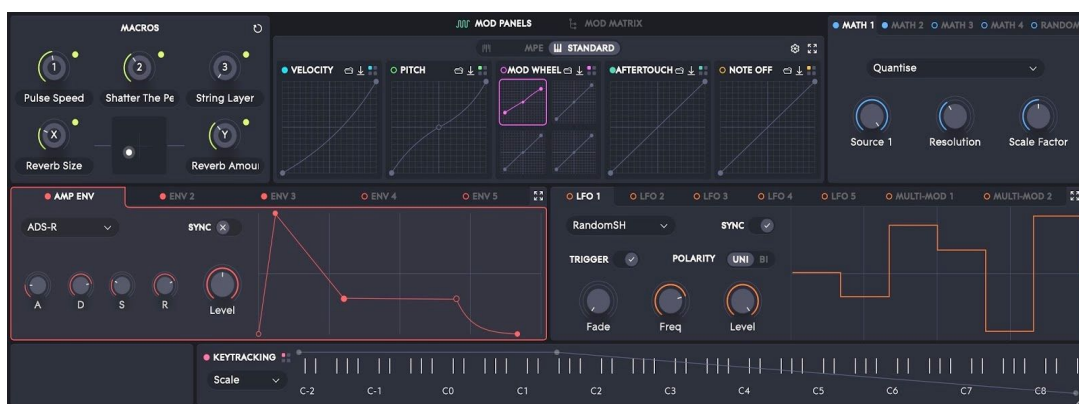 MACROS
1
2
3
Pulse Speed
Shatter The Pe
String Layer
X
Y
Reverb Size
Reverb Amou
MOD PANELS
MOD MATRIX
MPE
STANDARD
VELOCITY
PITCH
MOD WHEEL
AFTERTOUCH
NOTE OFF
MATH 1
MATH 2
MATH 3
MATH 4
RANDOM
Quantise
Source 1
Resolution
Scale Factor
AMP ENV
ENV 2
ENV 3
ENV 4
ENV 5
ADS-R
SYNC
A
D
S
R
Level
LFO 1
LFO 2
LFO 3
LFO 4
LFO 5
MULTI-MOD 1
MULTI-MOD 2
RandomSH
SYNC
TRIGGER
POLARITY
UNI
BI
Fade
Freq
Level
KEYTRACKING
Scale
C-2
C-1
C0
C1
C2
C3
C4
C5
C6
C7
C8